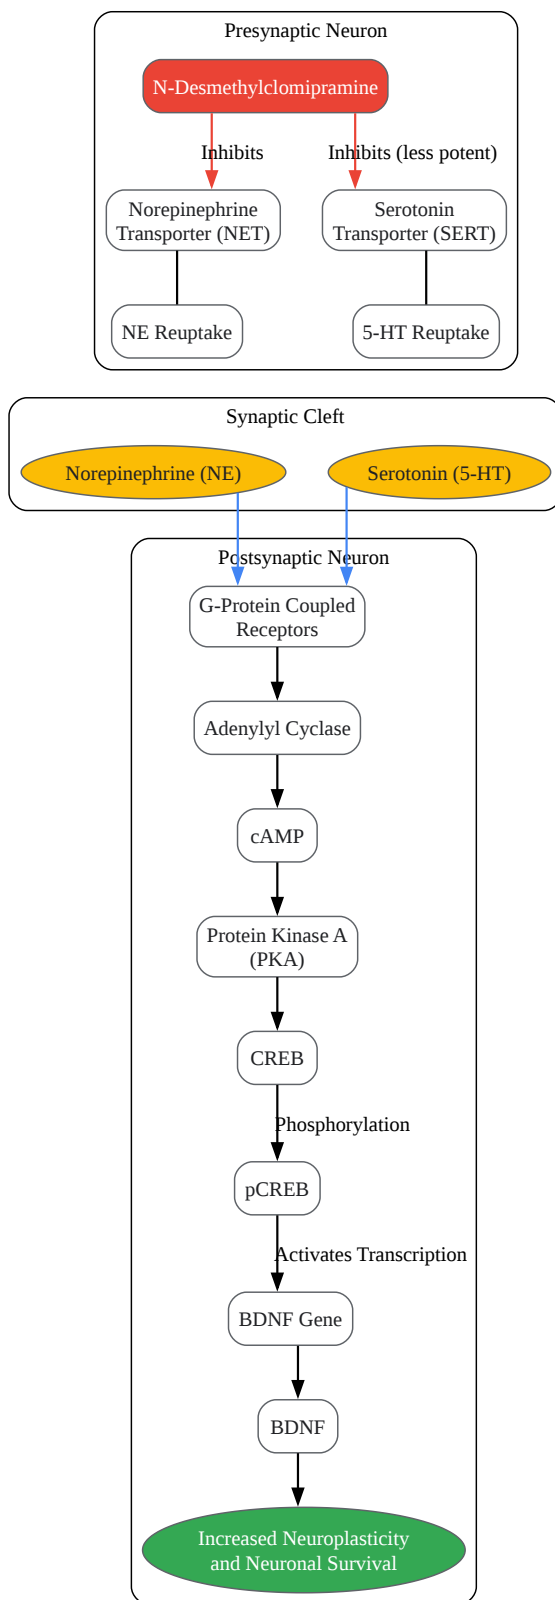 Presynaptic Neuron
N-Desmethylclomipramine
Inhibits
Inhibits (less potent)
Norepinephrine
Transporter (NET)
Serotonin
Transporter (SERT)
NE Reuptake
5-HT Reuptake
Synaptic Cleft
Norepinephrine (NE)
Serotonin (5-HT)
Postsynaptic Neuron
G-Protein Coupled
Receptors
Adenylyl Cyclase
cAMP
Protein Kinase A
(PKA)
CREB
Phosphorylation
pCREB
Activates Transcription
BDNF Gene
BDNF
Increased Neuroplasticity
and Neuronal Survival